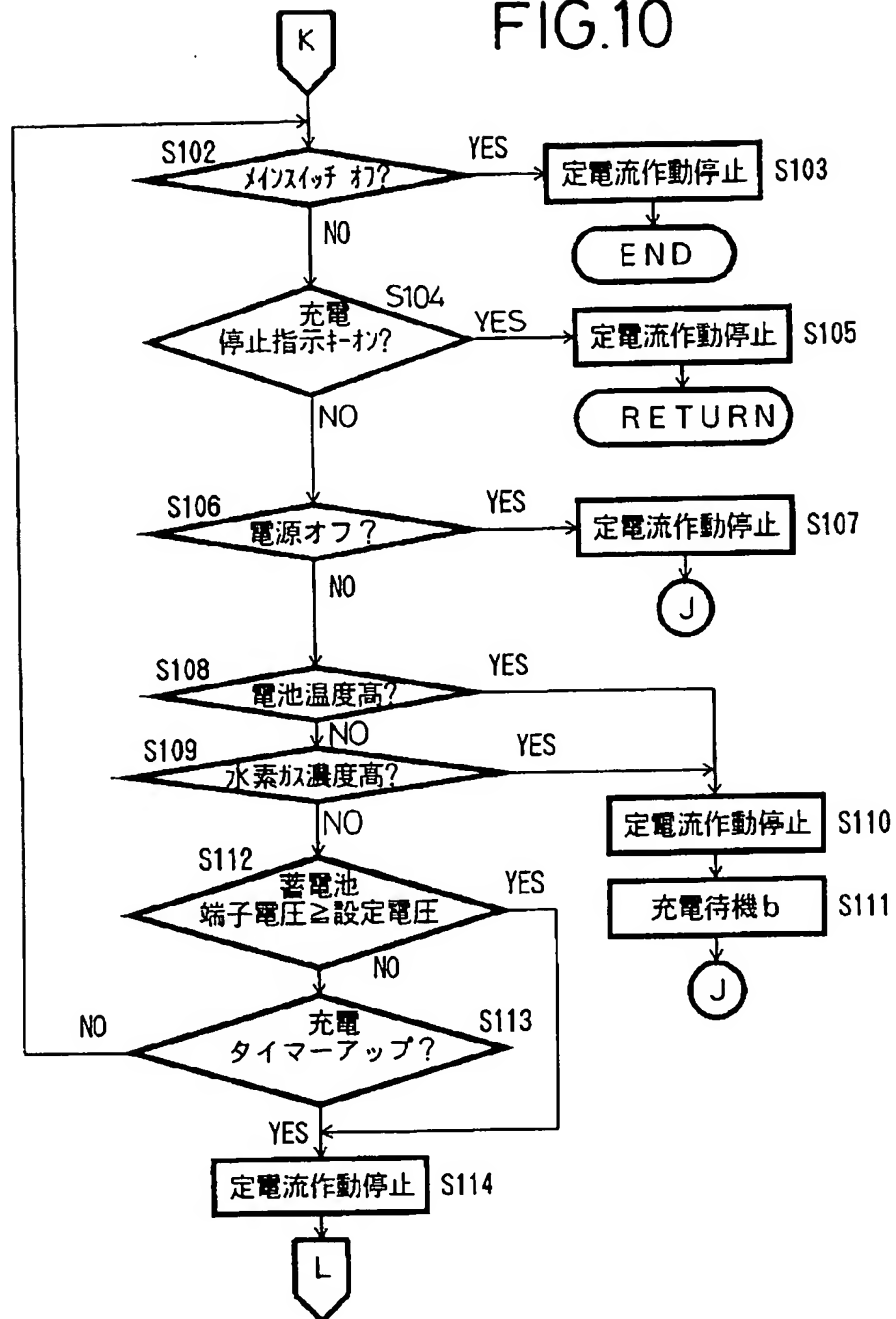 FIG.10
K
S102
メインスイッチ オフ?
YES
定電流作動停止
S103
NO
END
S104
充電
停止指示キーオン?
YES
定電流作動停止
S105
NO
RETURN
S106
電源オフ?
YES
定電流作動停止
S107
NO
J
S108
電池温度高?
YES
NO
S109
水素ガス濃度高?
YES
NO
定電流作動停止
S110
S112
蓄電池
端子電圧≧設定電圧
YES
充電待機b
S111
NO
J
充電
タイマーアップ?
S113
NO
YES
定電流作動停止
S114
L